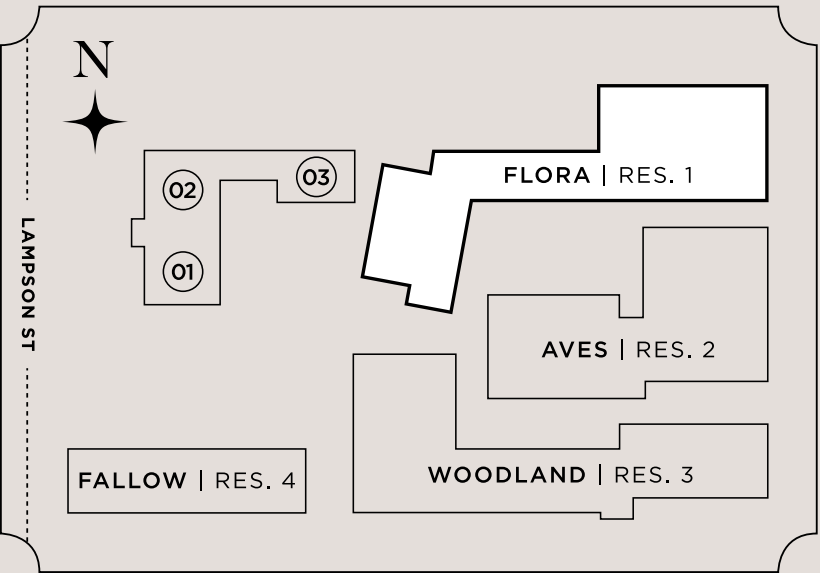 N
02
03
01
LAMPSON ST
FLORA | RES. 1
AVES | RES. 2
WOODLAND | RES. 3
FALLOW | RES. 4